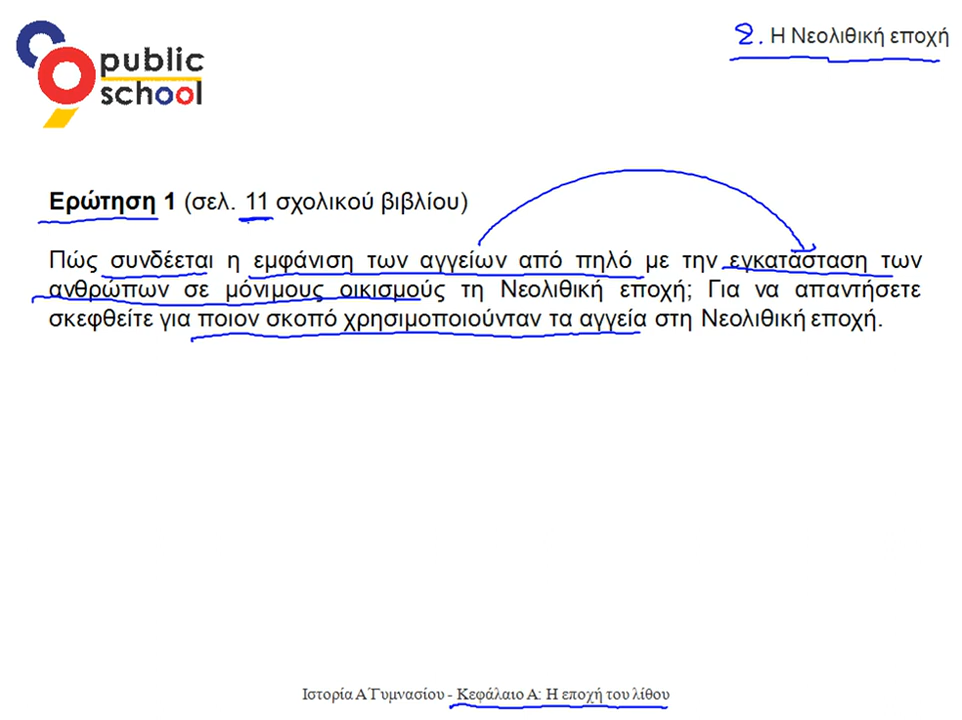 2. Η Νεολιθική εποχή
public
school
Ερώτηση 1 (σελ. 11 σχολικού βιβλίου)
Πώς συνδέεται η εμφάνιση των αγγείων από πηλό με την εγκατάσταση των
ανθρώπων σε μόνιμους οικισμούς τη Νεολιθική εποχή; Για να απαντήσετε
σκεφθείτε για ποιον σκοπό χρησιμοποιούνταν τα αγγεία στη Νεολιθική εποχή.
Ιστορία Α΄Γυμνασίου - Κεφάλαιο Α: Η εποχή του λίθου